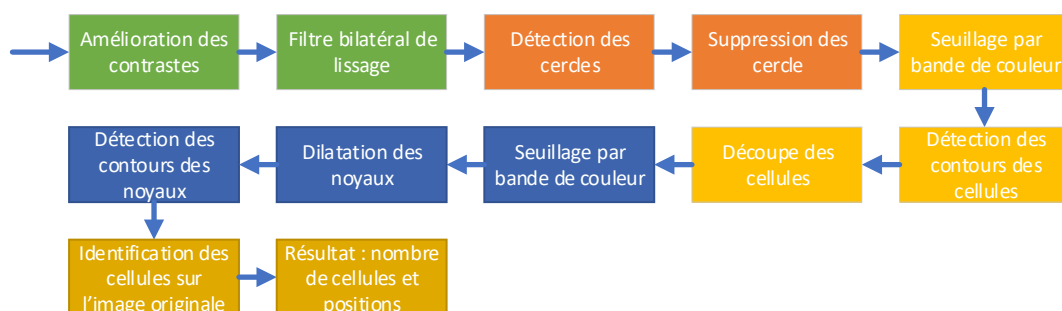 Amélioration des
contrastes
Filtre bilatéral de
lissage
Détection des
cercles
Suppression des
cercle
Seuillage par
bande de couleur
Détection des
contours des
cellules
Découpe des
cellules
Seuillage par
bande de couleur
Dilatation des
noyaux
Détection des
contours des
noyaux
Identification des
cellules sur
l'image originale
Résultat : nombre
de cellules et
positions